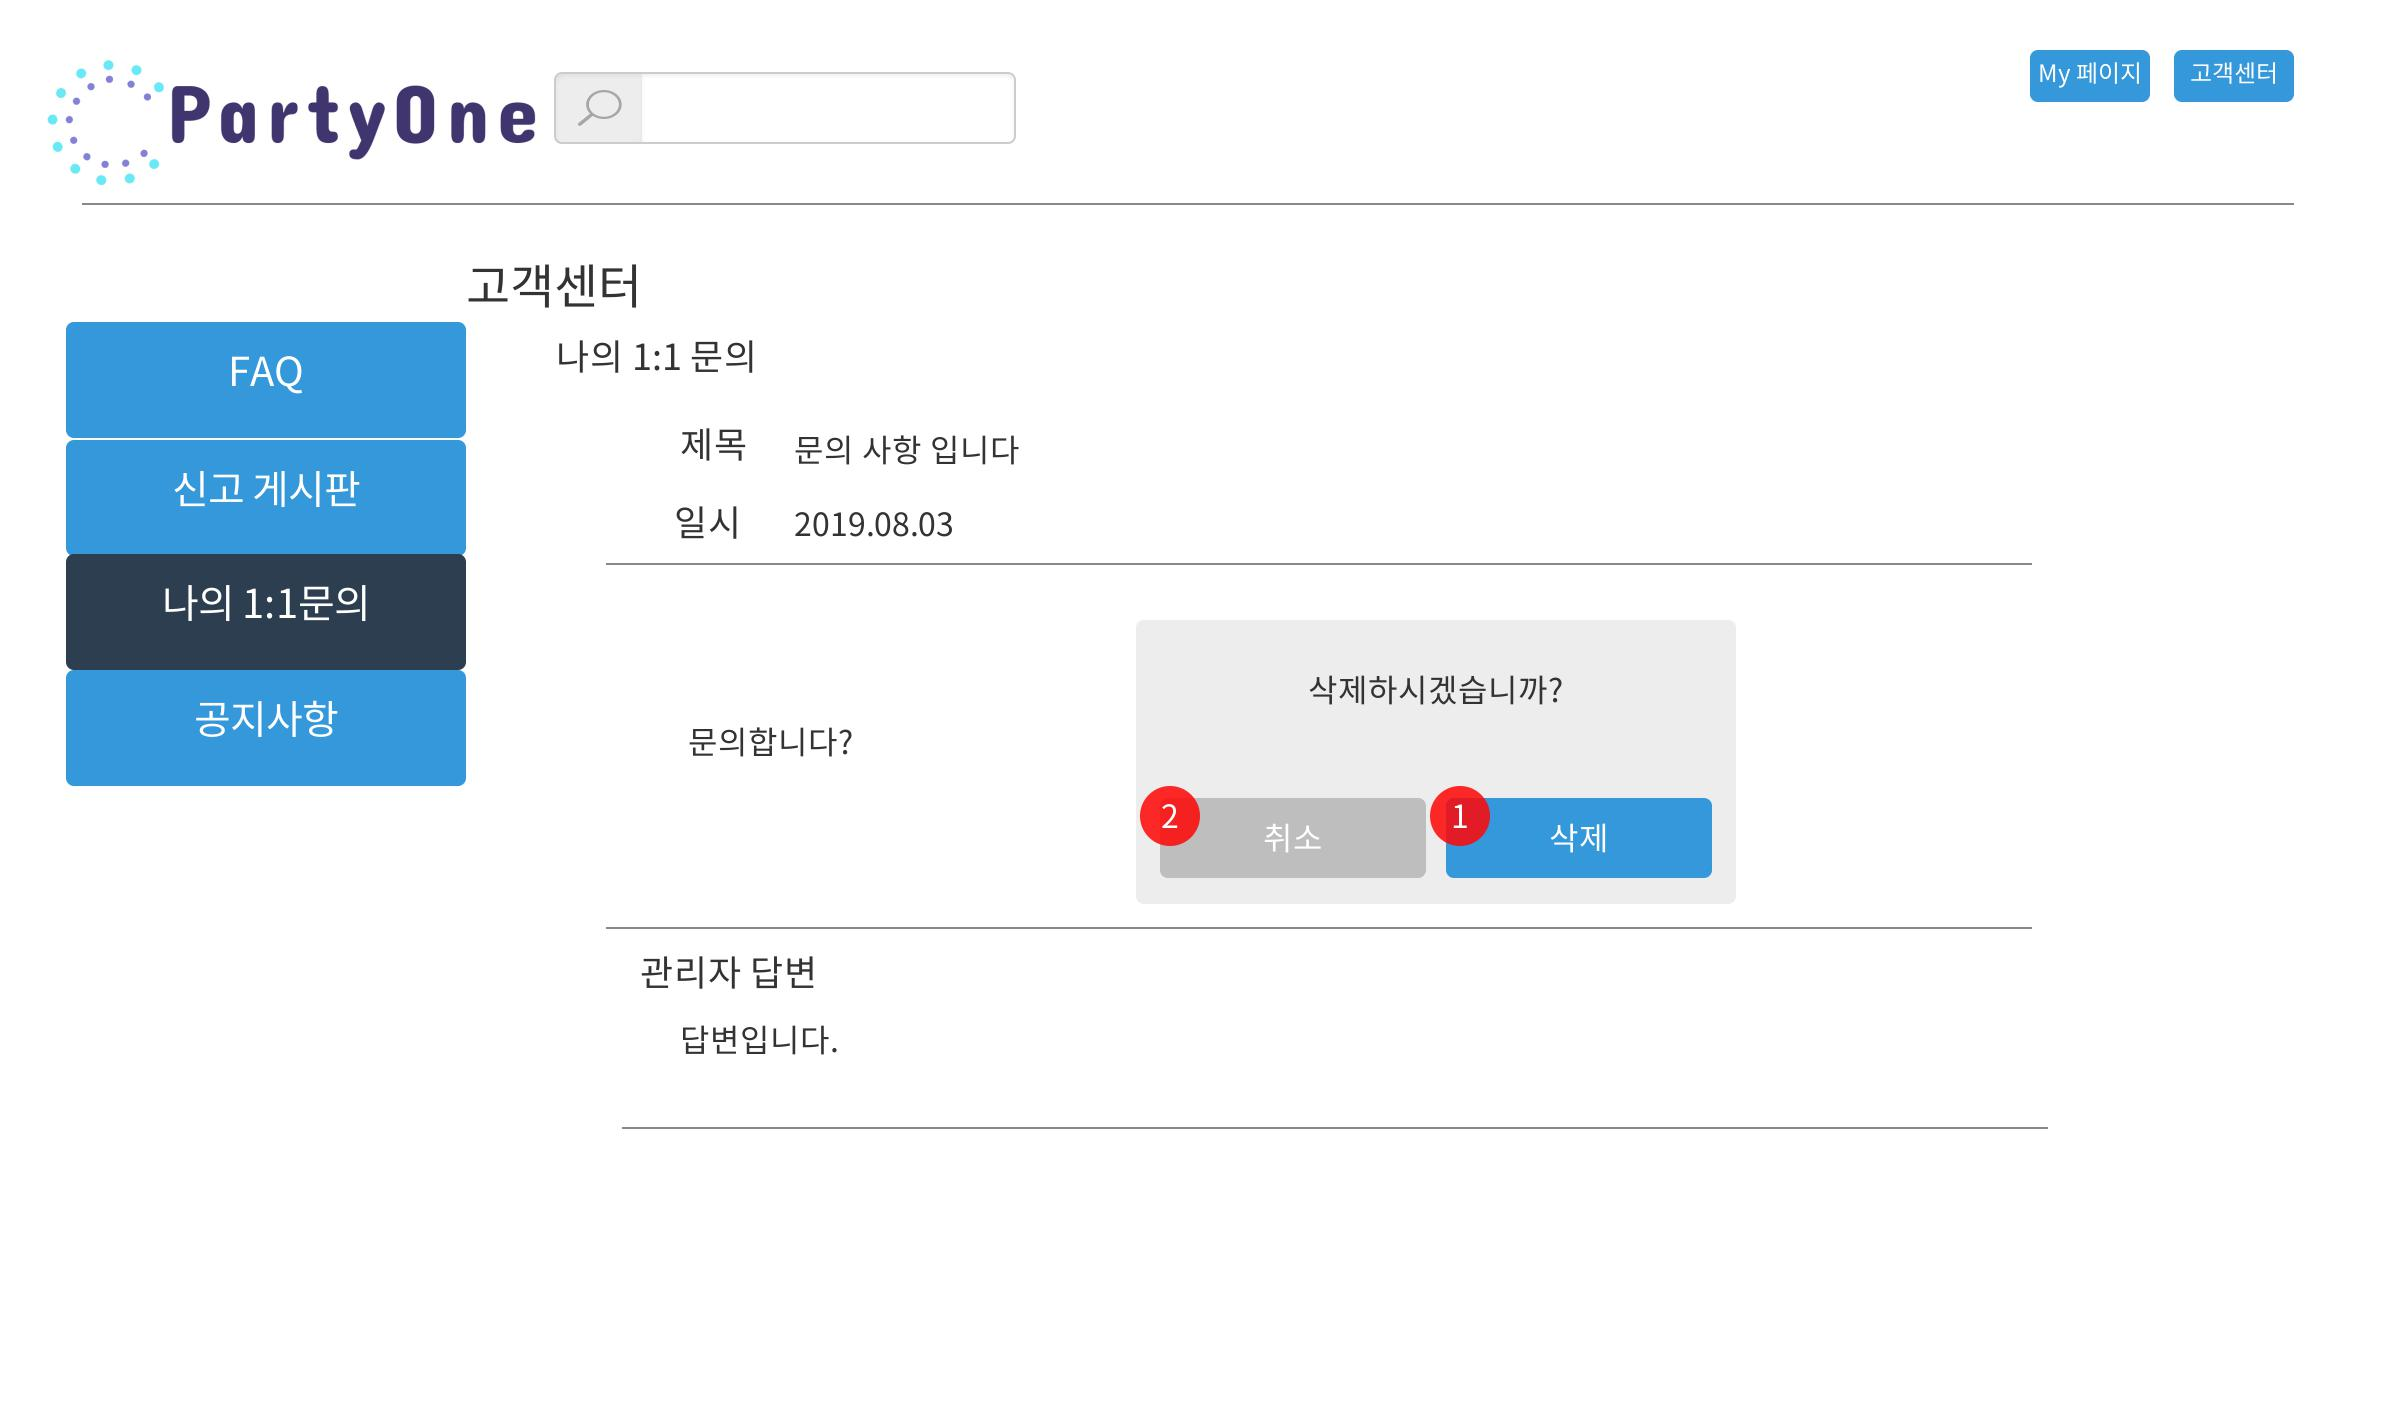 PartyOne
My 페이지
고객센터
고객센터
FAQ
신고 게시판
나의 1:1문의
공지사항
나의 1:1 문의
제목 문의 사항 입니다
일시 2019.08.03
문의합니다?
삭제하시겠습니까?
2 취소
1 삭제
관리자 답변
답변입니다.